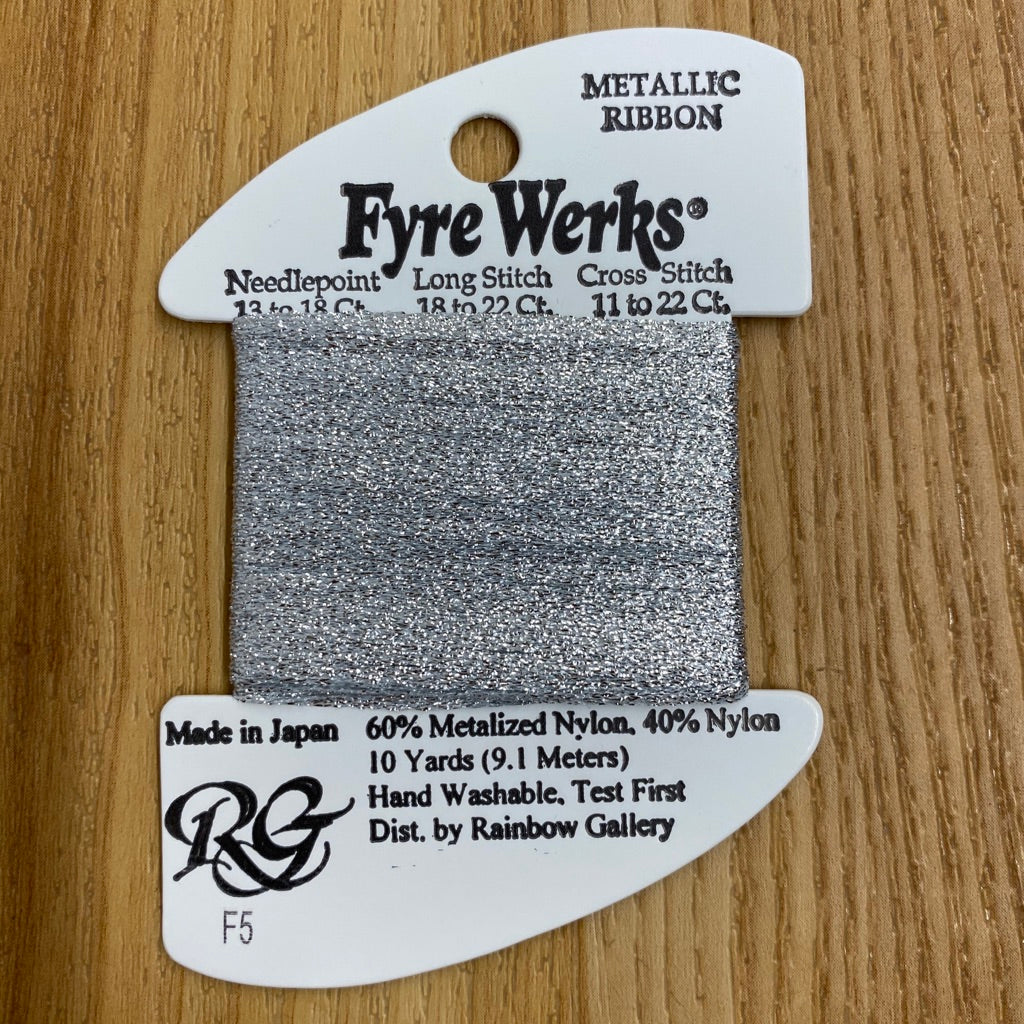 METALLIC
RIBBON
Fyre Werks®
Needlepoint Long Stitch Cross Stitch
13 to 18 Ct. 18 to 22 Ct. 11 to 22 Ct.
Made in Japan 60% Metalized Nylon, 40% Nylon
10 Yards (9.1 Meters)
Hand Washable, Test First
Dist. by Rainbow Gallery
RG
F5